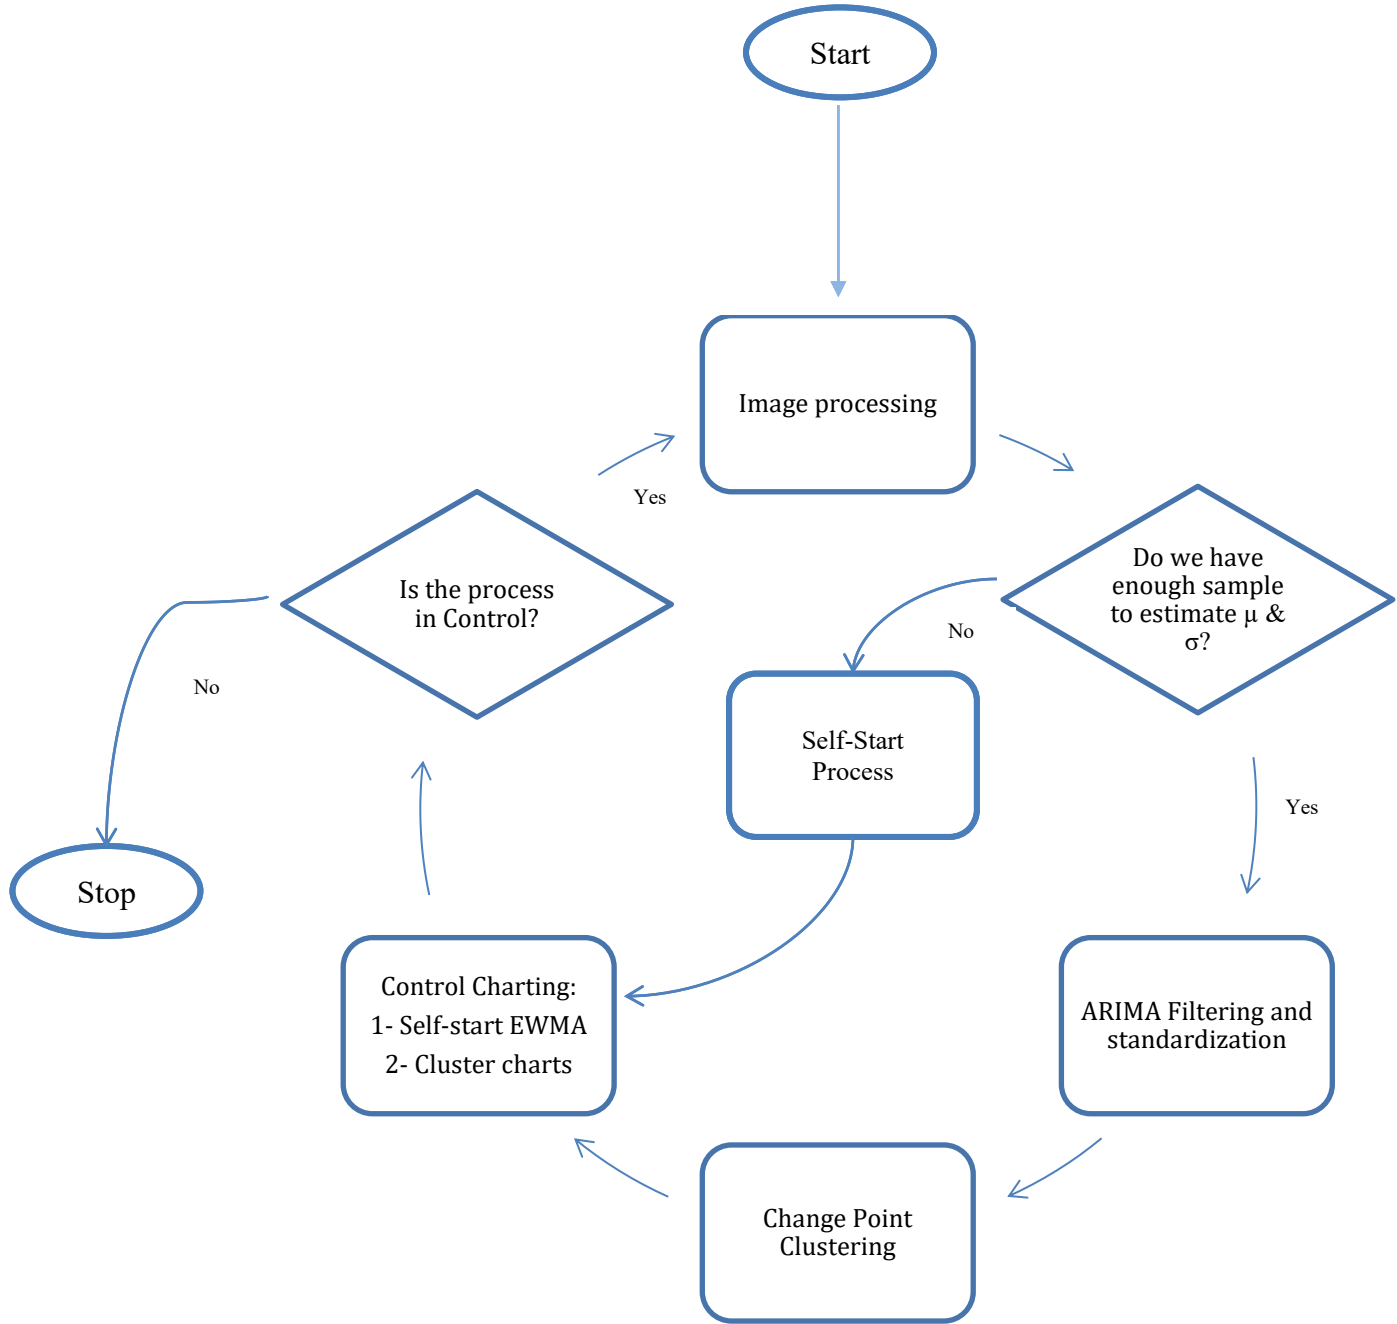 Start
Image processing
Yes
Is the process
in Control?
Do we have
enough sample
to estimate µ &
σ?
No
No
Self-Start
Process
Yes
Stop
Control Charting:
1- Self-start EWMA
2- Cluster charts
ARIMA Filtering and
standardization
Change Point
Clustering